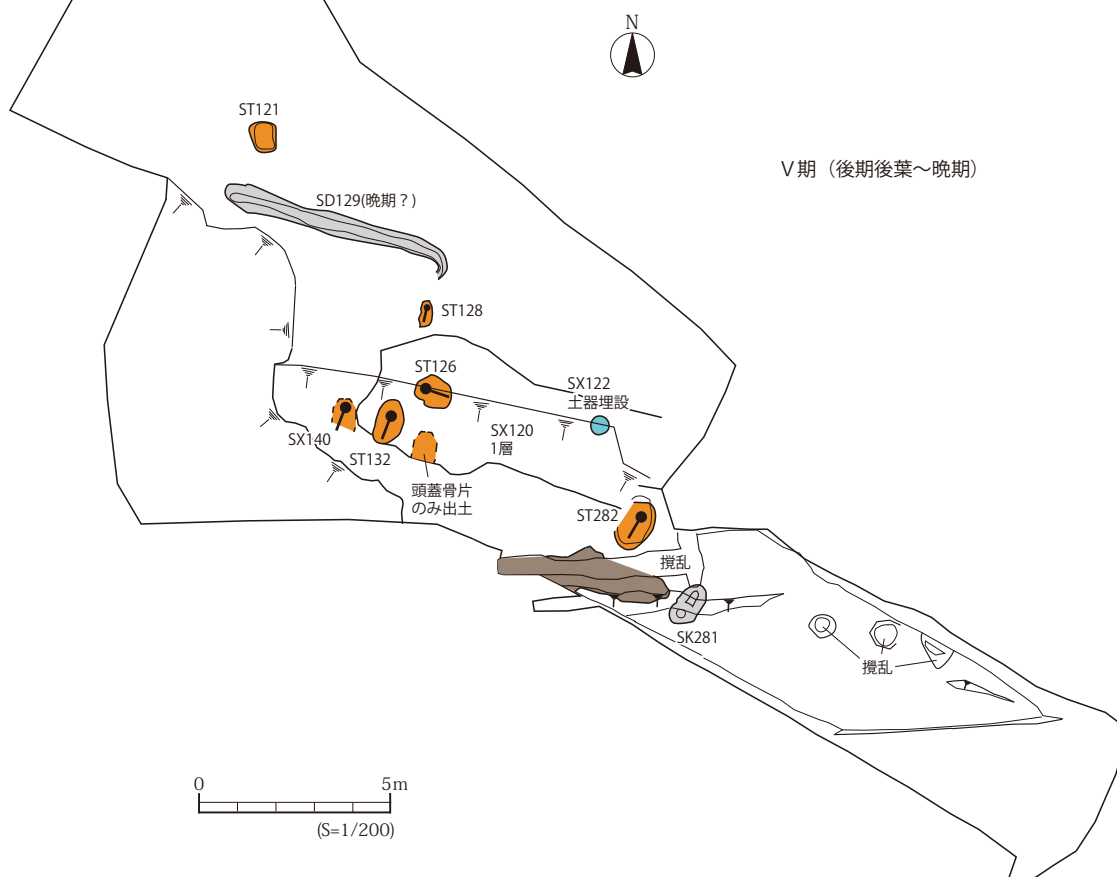 N
ST121
Ⅴ期（後期後葉～晩期）
SD129(晩期？)
ST128
ST126
SX122
土器埋設
SX120
1層
SX140
ST132
頭蓋骨片
のみ出土
ST282
撹乱
SK281
攪乱
0
5m
(S=1/200)